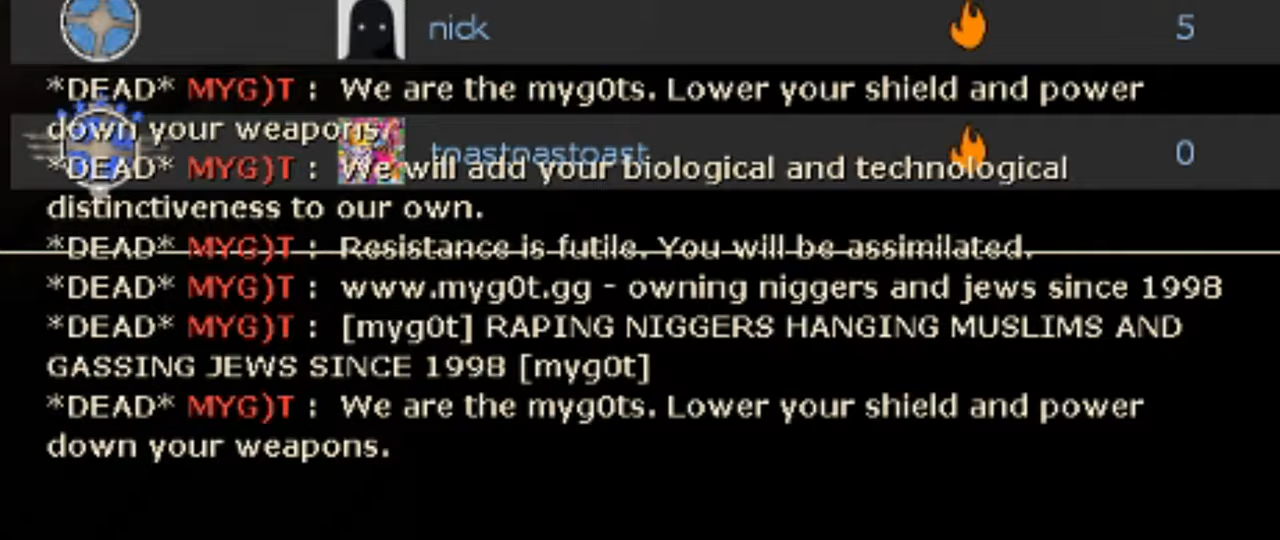 nick 5
*DEAD* MYG)T : We are the myg0ts. Lower your shield and power
down your weapons.
toastoastoast 0
*DEAD* MYG)T : We will add your biological and technological
distinctiveness to our own.
*DEAD* MYG)T : Resistance is futile. You will be assimilated.
*DEAD* MYG)T : www.myg0t.gg - owning niggers and jews since 1998
*DEAD* MYG)T : [myg0t] RAPING NIGGERS HANGING MUSLIMS AND
GASSING JEWS SINCE 1998 [myg0t]
*DEAD* MYG)T : We are the myg0ts. Lower your shield and power
down your weapons.